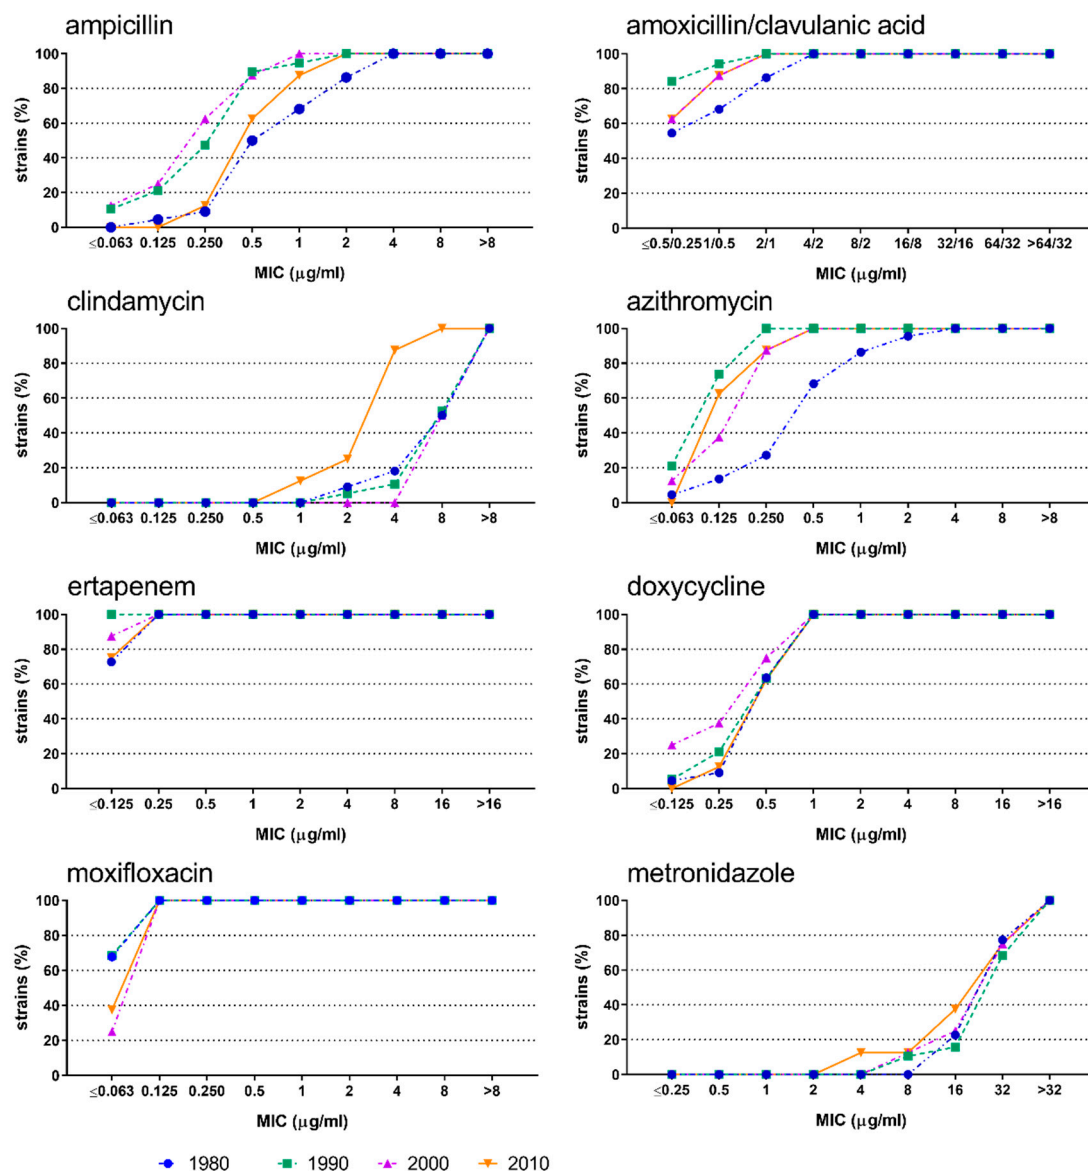 ampicillin
100
80
60
40
20
0
strains (%)
≤0.063 0.125 0.250 0.5 1 2 4 8 >8
MIC (μg/ml)
amoxicillin/clavulanic acid
100
80
60
40
20
0
strains (%)
≤0.5/0.25 1/0.5 2/1 4/2 8/2 16/8 32/16 64/32 >64/32
MIC (μg/ml)
clindamycin
100
80
60
40
20
0
strains (%)
≤0.063 0.125 0.250 0.5 1 2 4 8 >8
MIC (μg/ml)
azithromycin
100
80
60
40
20
0
strains (%)
≤0.063 0.125 0.250 0.5 1 2 4 8 >8
MIC (μg/ml)
ertapenem
100
80
60
40
20
0
strains (%)
≤0.125 0.25 0.5 1 2 4 8 16 >16
MIC (μg/ml)
doxycycline
100
80
60
40
20
0
strains (%)
≤0.125 0.25 0.5 1 2 4 8 16 >16
MIC (μg/ml)
moxifloxacin
100
80
60
40
20
0
strains (%)
≤0.063 0.125 0.250 0.5 1 2 4 8 >8
MIC (μg/ml)
metronidazole
100
80
60
40
20
0
strains (%)
≤0.25 0.5 1 2 4 8 16 32 >32
MIC (μg/ml)
1980 1990 2000 2010